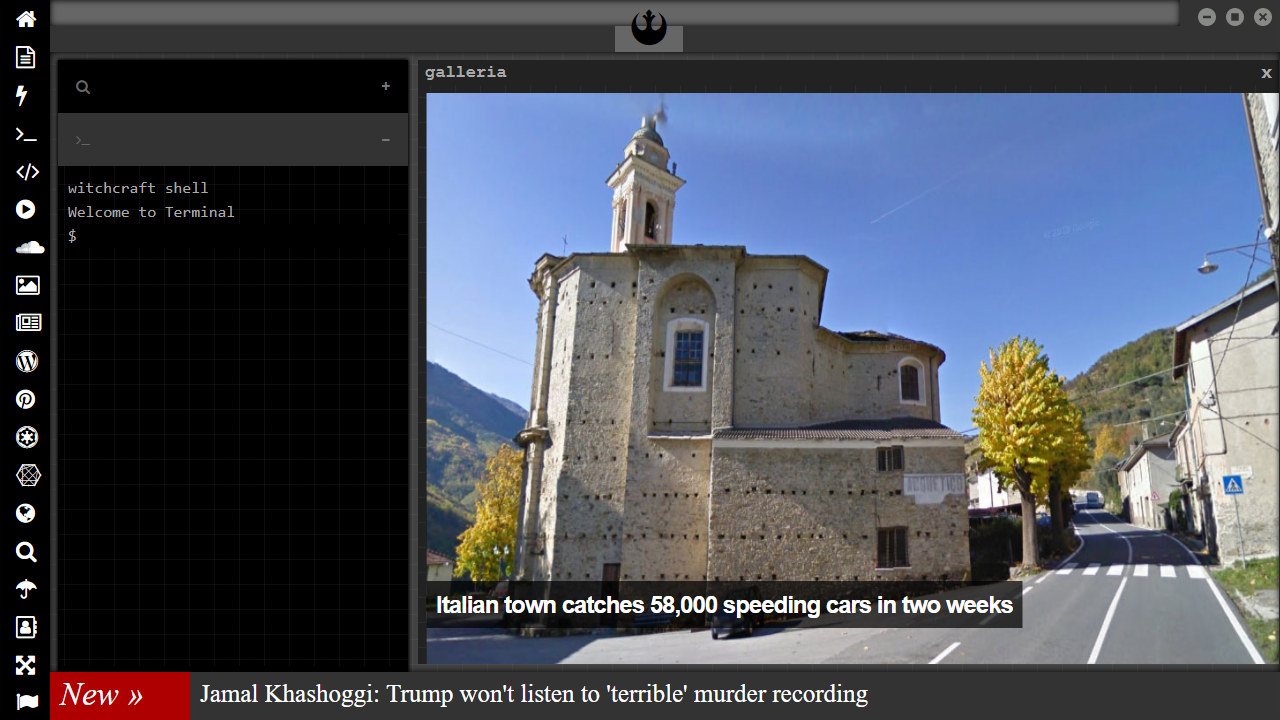 galleria
x
witchcraft shell
Welcome to Terminal
$
Italian town catches 58,000 speeding cars in two weeks
New »
Jamal Khashoggi: Trump won't listen to 'terrible' murder recording